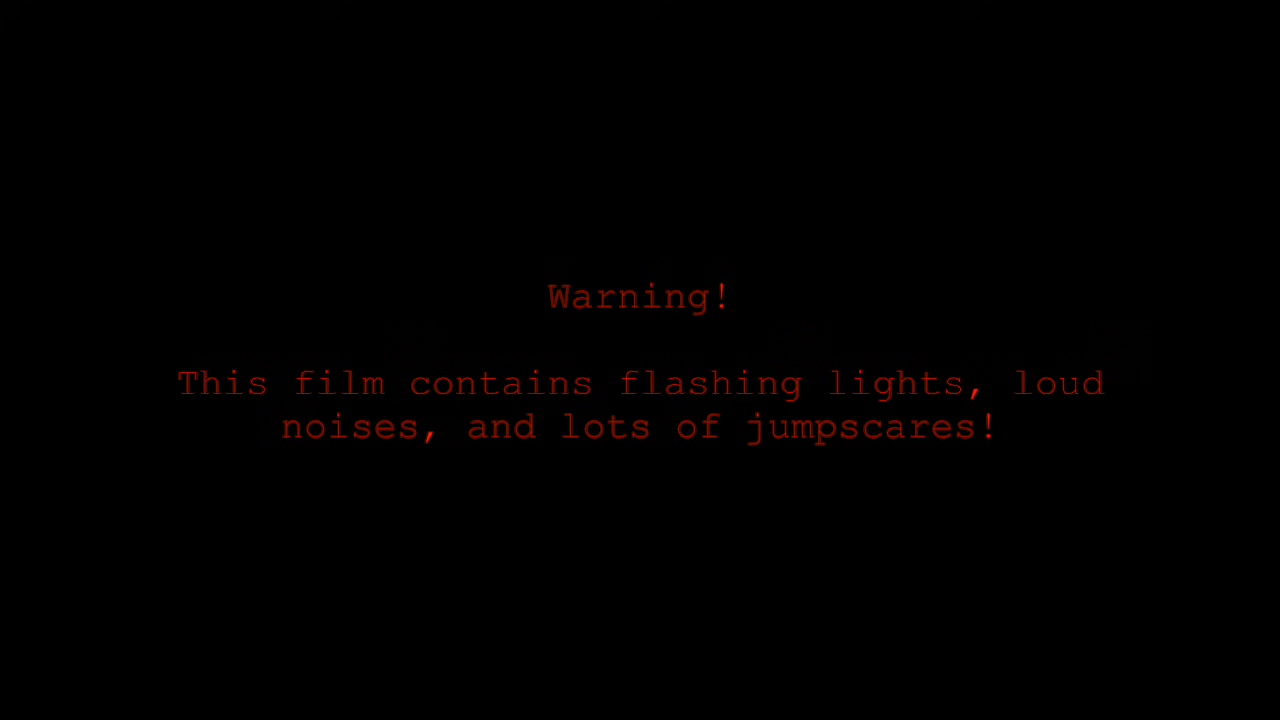 Warning!
This film contains flashing lights, loud
noises, and lots of jumpscares!